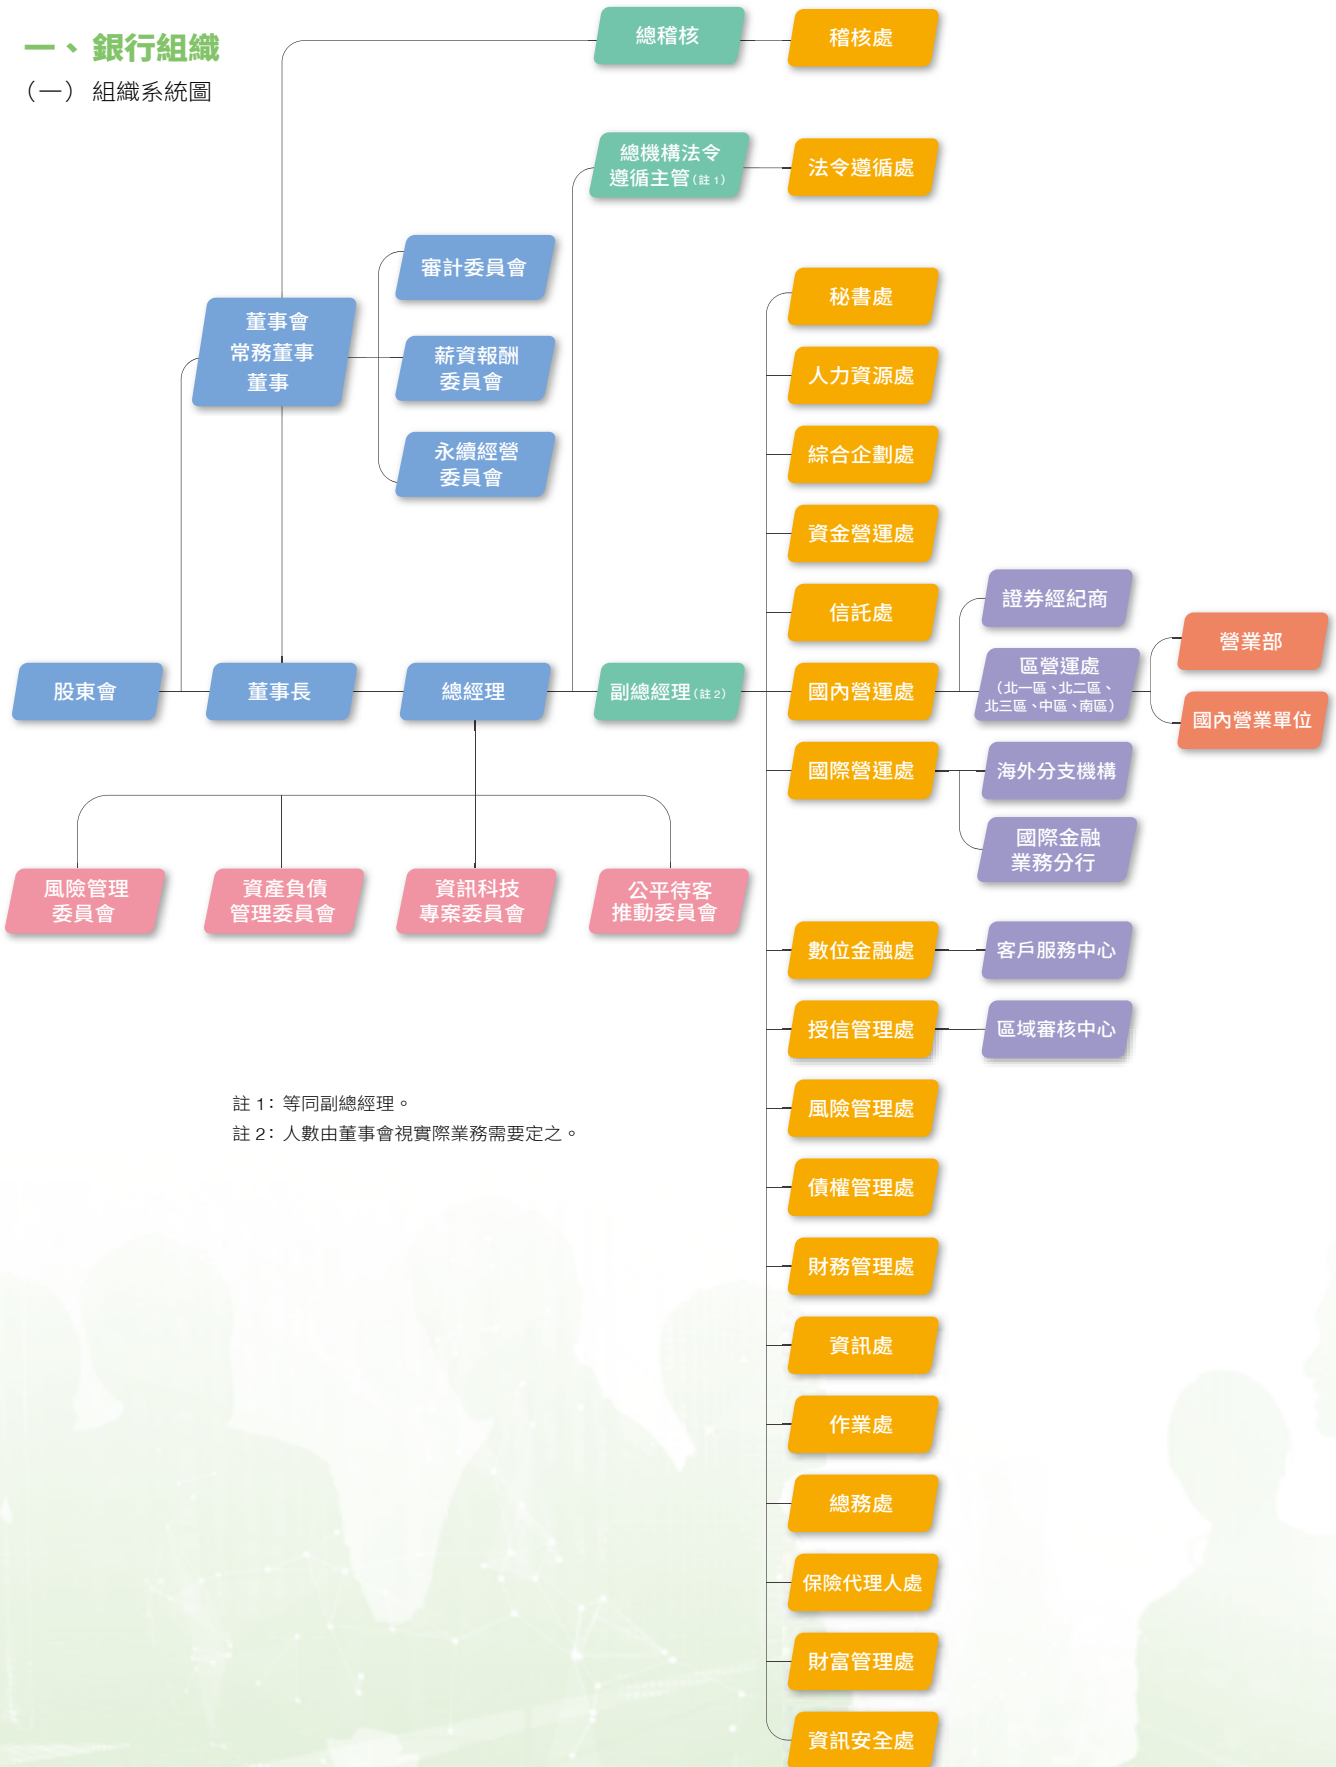 一、銀行組織
（一） 組織系統圖
總稽核
稽核處
總機構法令
遵循主管（註 1）
法令遵循處
審計委員會
董事會
常務董事
董事
薪資報酬
委員會
永續經營
委員會
秘書處
人力資源處
綜合企劃處
資金營運處
信託處
證券經紀商
股東會
董事長
總經理
副總經理（註 2）
國內營運處
區營運處
（北一區、北二區、
北三區、中區、南區）
營業部
國內營業單位
國際營運處
海外分支機構
國際金融
業務分行
風險管理
委員會
資產負債
管理委員會
資訊科技
專案委員會
公平待客
推動委員會
數位金融處
客戶服務中心
授信管理處
區域審核中心
風險管理處
債權管理處
財務管理處
資訊處
作業處
總務處
保險代理人處
財富管理處
資訊安全處
註 1：等同副總經理。
註 2：人數由董事會視實際業務需要定之。